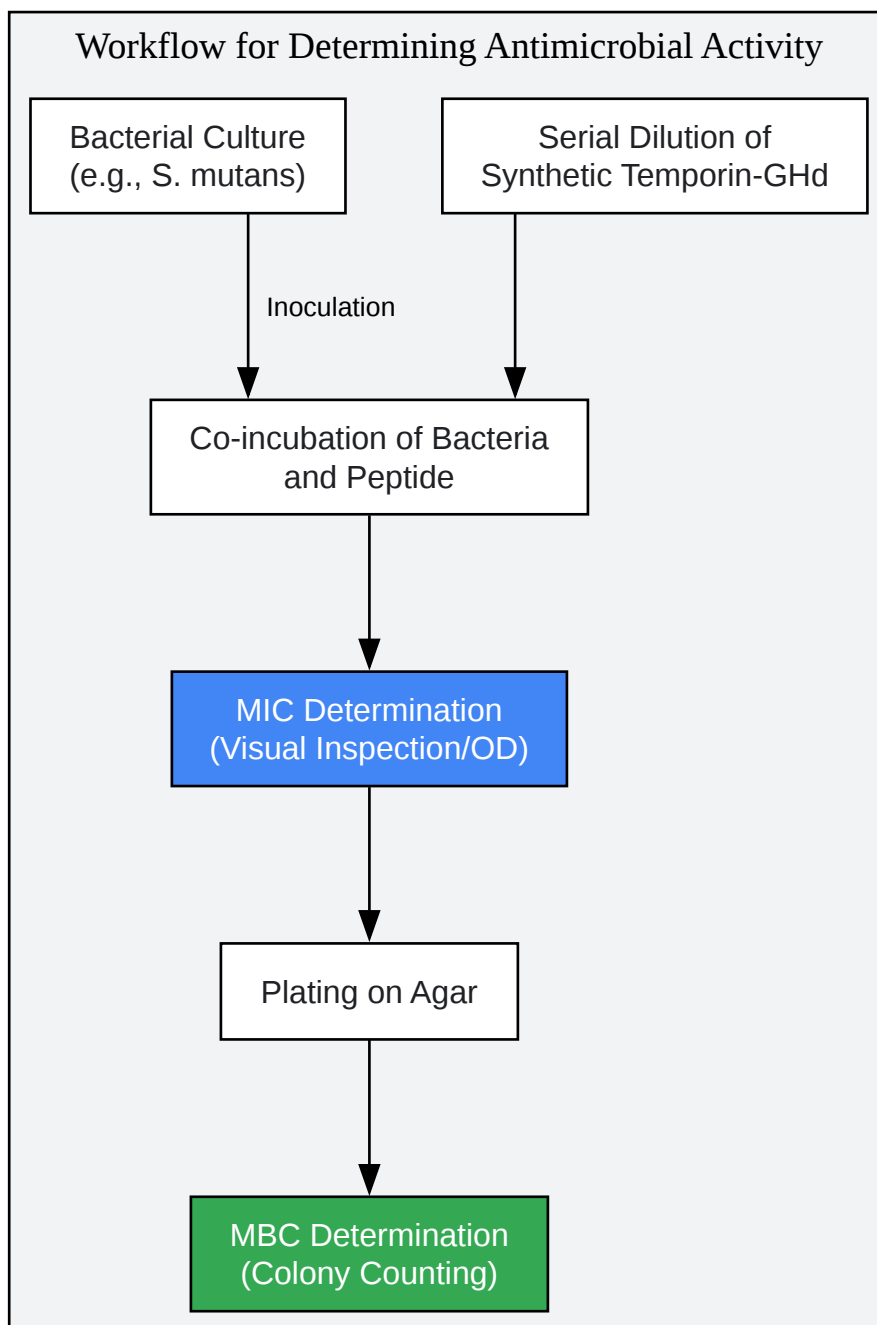 Workflow for Determining Antimicrobial Activity
Bacterial Culture
(e.g., S. mutans)
Serial Dilution of
Synthetic Temporin-GHd
Inoculation
Co-incubation of Bacteria
and Peptide
MIC Determination
(Visual Inspection/OD)
Plating on Agar
MBC Determination
(Colony Counting)